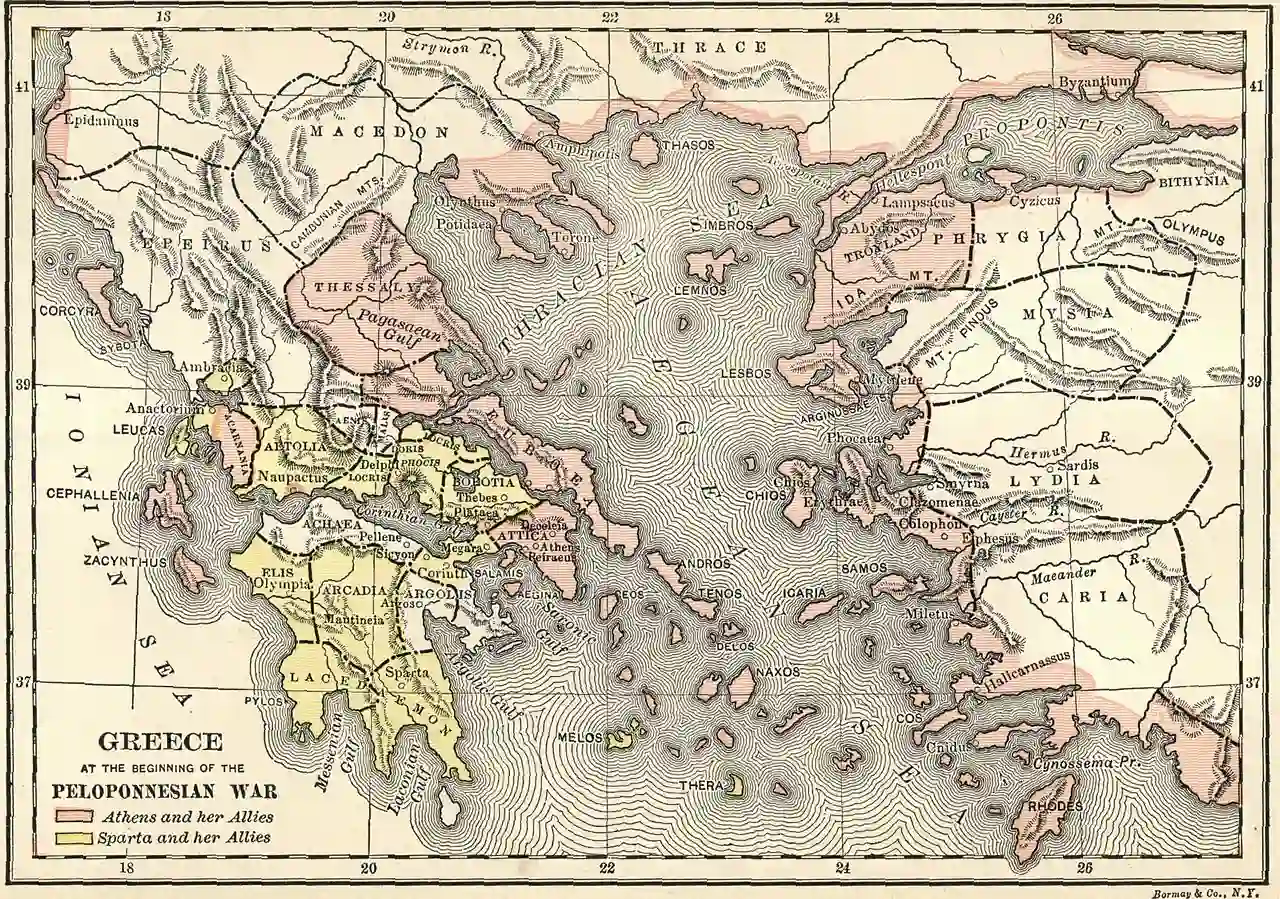 18 20 22 24 26
Strymon R.
THRACE
41 41
Byzantium
Epidamnus
MACEDON
PROPONTIS
Amphipolis
THASOS
Hellespont
CAMBUNIAN MTS.
Olynthus
Potidaea
Torone
Lampsacus
Cyzicus
BITHYNIA
EPEIRUS
SIMBROS
Abydos
TROXLAND
PHRYGIA
MT. OLYMPUS
THESSALY
LEMNOS
IDA MT.
Pagasaean
Gulf
CORCYRA
SYBOTA
THRACIAN SEA
MT. PINDUS
MYSIA
Ambracia
39 39
LESBOS
Mytilene
ARGINUSSAE IS.
Anactorium
LEUCAS
ACARNANIA
AETOLIA
DORIS
LOCRIS
EUBOEA
Phocaea
Hermus R.
Sardis
Naupactus
Delphi
PHOCIS
LOCRIS
BOEOTIA
Thebes
Plataea
CHIOS
Chios
Erythrae
Smyrna
LYDIA
CEPHALLENIA
Corinthian
Clazomenae
Cayster R.
ACHAEA
Pellene
Deceleia
ATTICA
Colophon
Ephesus
ZACYNTHUS
Sicyon
Megara
Athens
Peiraeus
ELIS
Olympia
ARCADIA
Corinth
SALAMIS
ANDROS
SAMOS
Maeander R.
Argos
ARGOLIS
AEGINA
CEOS
TENOS
ICARIA
CARIA
Mantineia
Saronic
Gulf
Miletus
DELOS
LACEDAEMON
Sparta
Argolic Gulf
NAXOS
Halicarnassus
37 37
PYLOS
IONIAN SEA
AEGEAN SEA
COS
Messenian
Gulf
MELOS
Cnidus
Laconian
Gulf
Cynossema Pr.
THERA
RHODES
GREECE
AT THE BEGINNING OF THE
PELOPONNESIAN WAR
Athens and her Allies
Sparta and her Allies
18 20 22 24 26
Bormay & Co., N.Y.